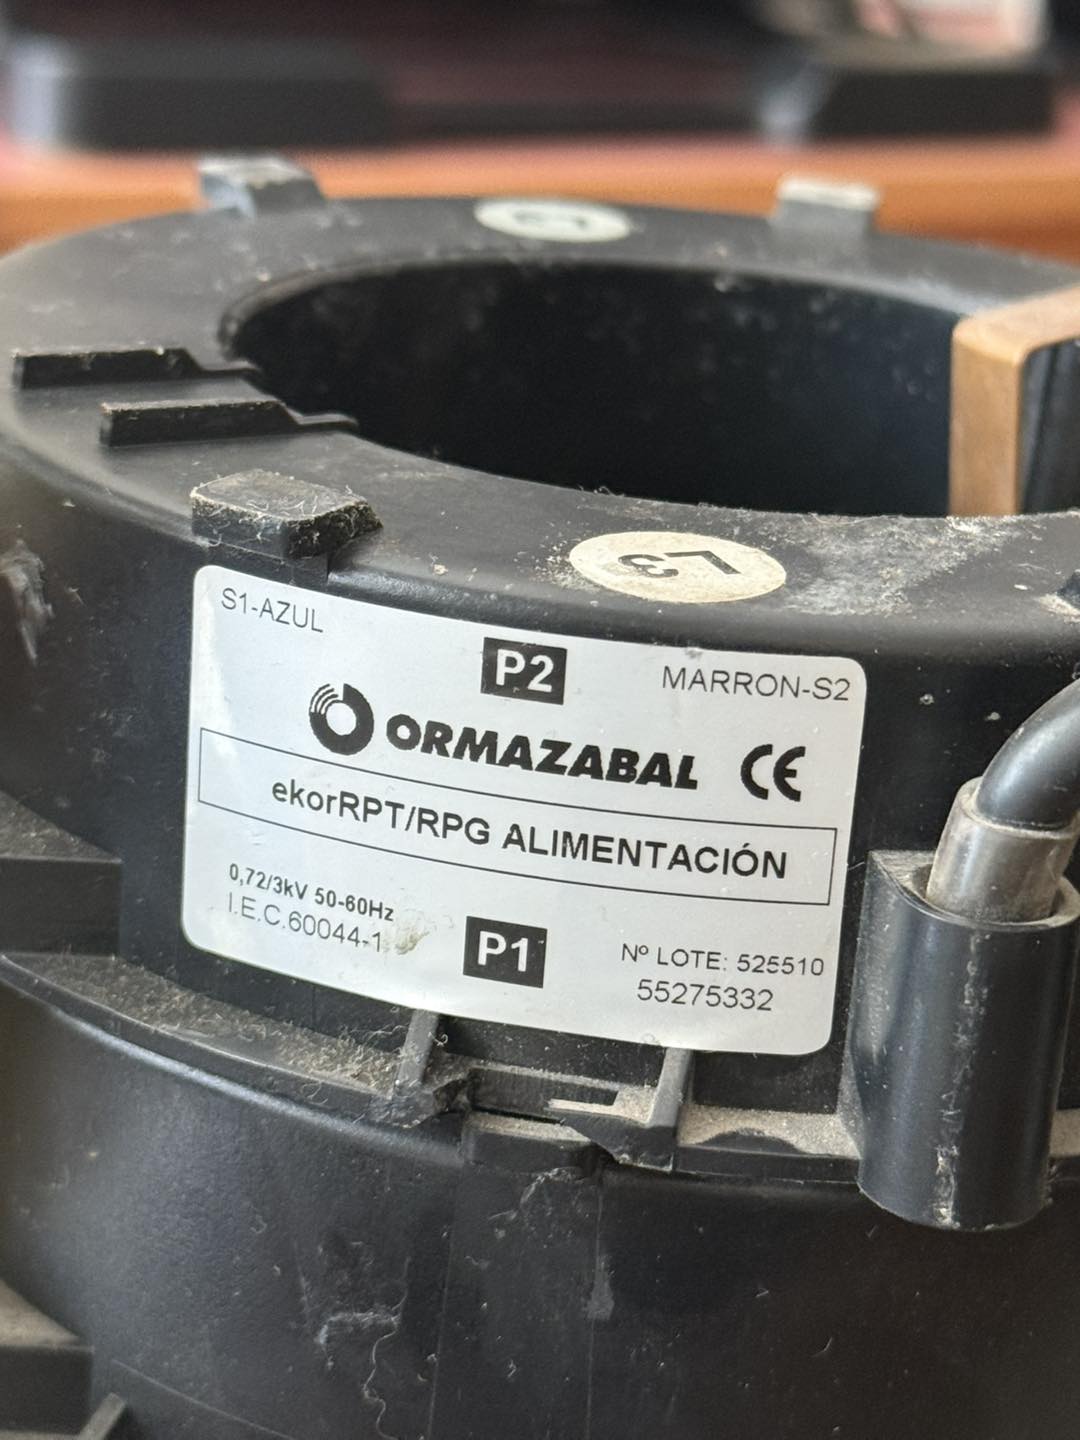 L3
S1-AZUL
P2
MARRON-S2
ORMAZABAL CE
ekorRPT/RPG ALIMENTACIÓN
0,72/3kV 50-60Hz
I.E.C.60044-1
P1
Nº LOTE: 525510
55275332